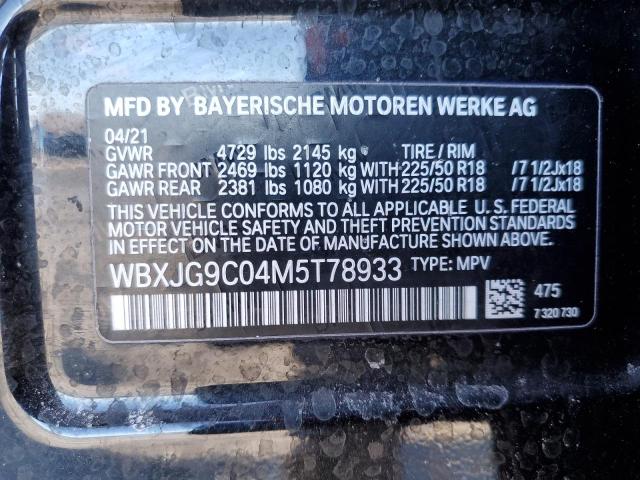 MFD BY BAYERISCHE MOTOREN WERKE AG
04/21
GVWR 4729 lbs 2145 kg TIRE / RIM
GAWR FRONT 2469 lbs 1120 kg WITH 225/50 R18 /7 1/2Jx18
GAWR REAR 2381 lbs 1080 kg WITH 225/50 R18 /7 1/2Jx18
THIS VEHICLE CONFORMS TO ALL APPLICABLE U.S. FEDERAL
MOTOR VEHICLE SAFETY AND THEFT PREVENTION STANDARDS
IN EFFECT ON THE DATE OF MANUFACTURE SHOWN ABOVE.
WBXJG9C04M5T78933 TYPE: MPV
475
7 320 730